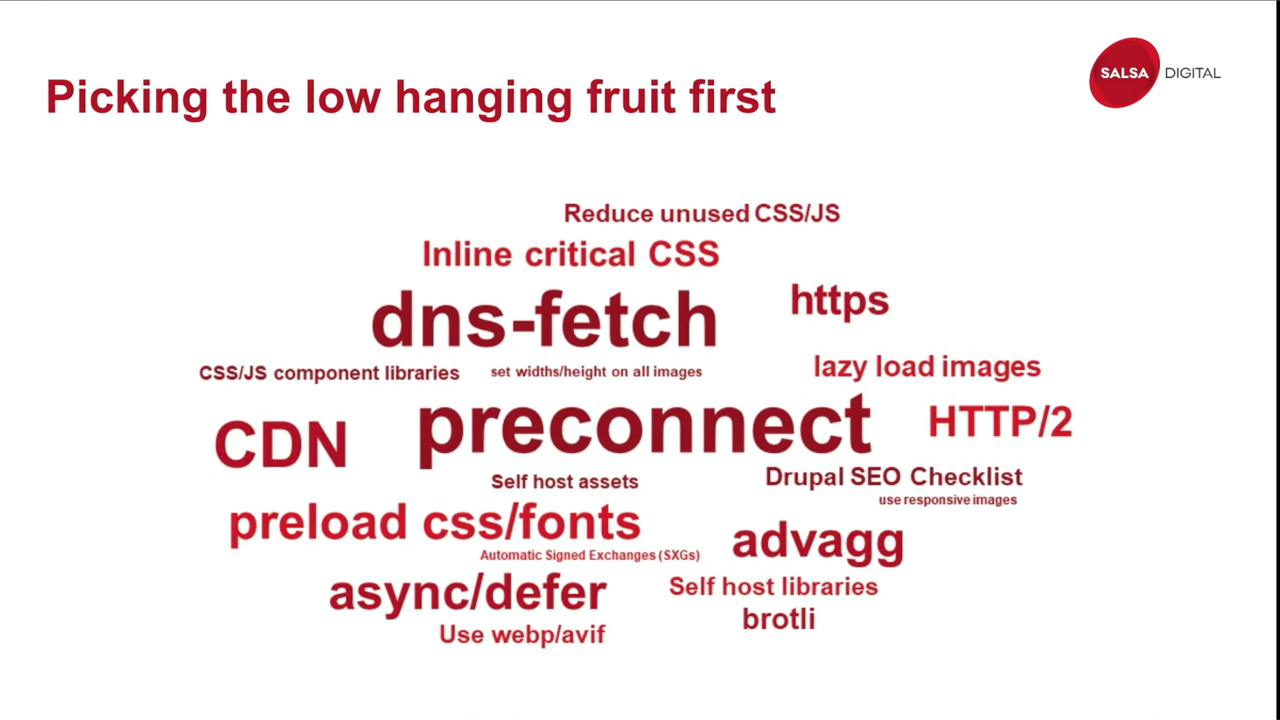 Picking the low hanging fruit first
SALSA DIGITAL
Reduce unused CSS/JS
Inline critical CSS
dns-fetch
https
CSS/JS component libraries
set widths/height on all images
lazy load images
CDN
preconnect
HTTP/2
Self host assets
Drupal SEO Checklist
use responsive images
preload css/fonts
advagg
Automatic Signed Exchanges (SXGs)
async/defer
Self host libraries
brotli
Use webp/avif